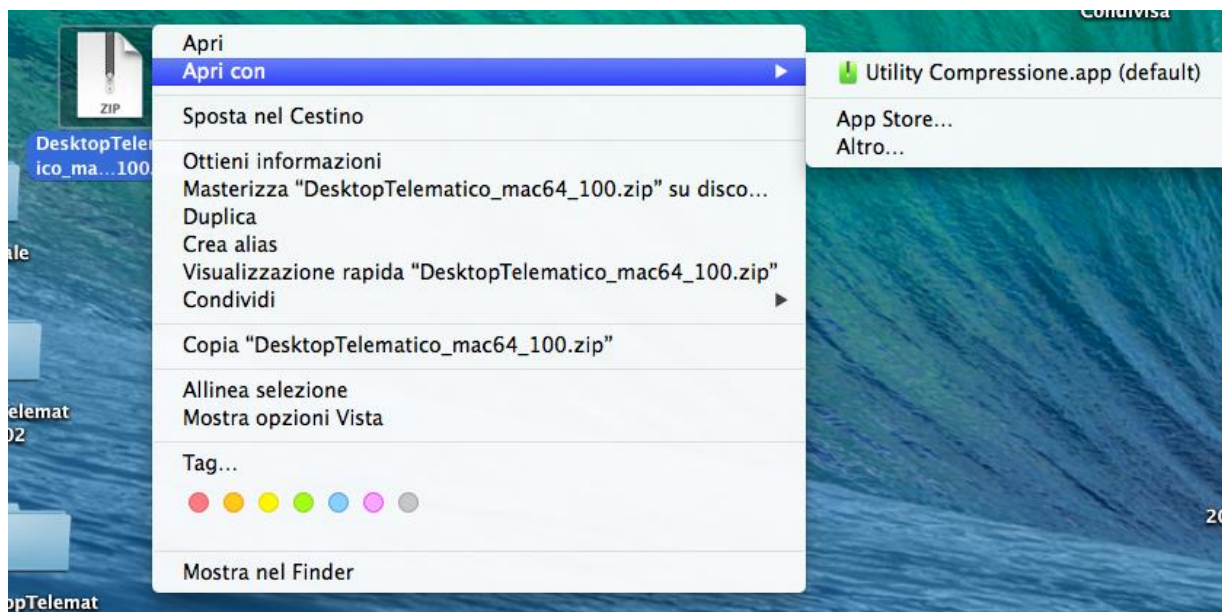 Condivisa
ZIP
DesktopTelem
ico_ma...100.
Apri
Apri con
Utility Compressione.app (default)
App Store...
Altro...
Sposta nel Cestino
Ottieni informazioni
Masterizza “DesktopTelematico_mac64_100.zip” su disco...
Duplica
Crea alias
Visualizzazione rapida “DesktopTelematico_mac64_100.zip”
Condividi
Copia “DesktopTelematico_mac64_100.zip”
Allinea selezione
Mostra opzioni Vista
Tag...
Mostra nel Finder
ale
elemat
02
20
opTelemat